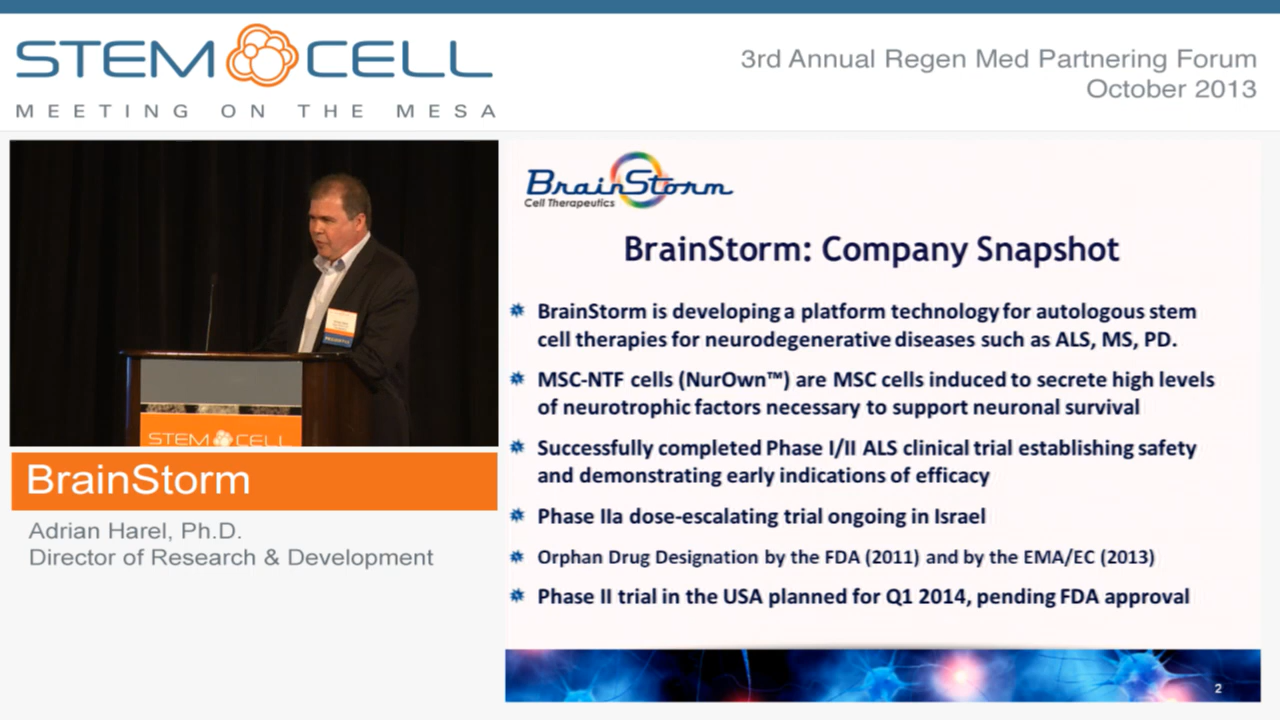 STEM CELL
MEETING ON THE MESA
3rd Annual Regen Med Partnering Forum
October 2013
STEM CELL
BrainStorm
Adrian Harel, Ph.D.
Director of Research & Development
BrainStorm
Cell Therapeutics
BrainStorm: Company Snapshot
BrainStorm is developing a platform technology for autologous stem
cell therapies for neurodegenerative diseases such as ALS, MS, PD.
MSC-NTF cells (NurOwn™) are MSC cells induced to secrete high levels
of neurotrophic factors necessary to support neuronal survival
Successfully completed Phase I/II ALS clinical trial establishing safety
and demonstrating early indications of efficacy
Phase IIa dose-escalating trial ongoing in Israel
Orphan Drug Designation by the FDA (2011) and by the EMA/EC (2013)
Phase II trial in the USA planned for Q1 2014, pending FDA approval
2